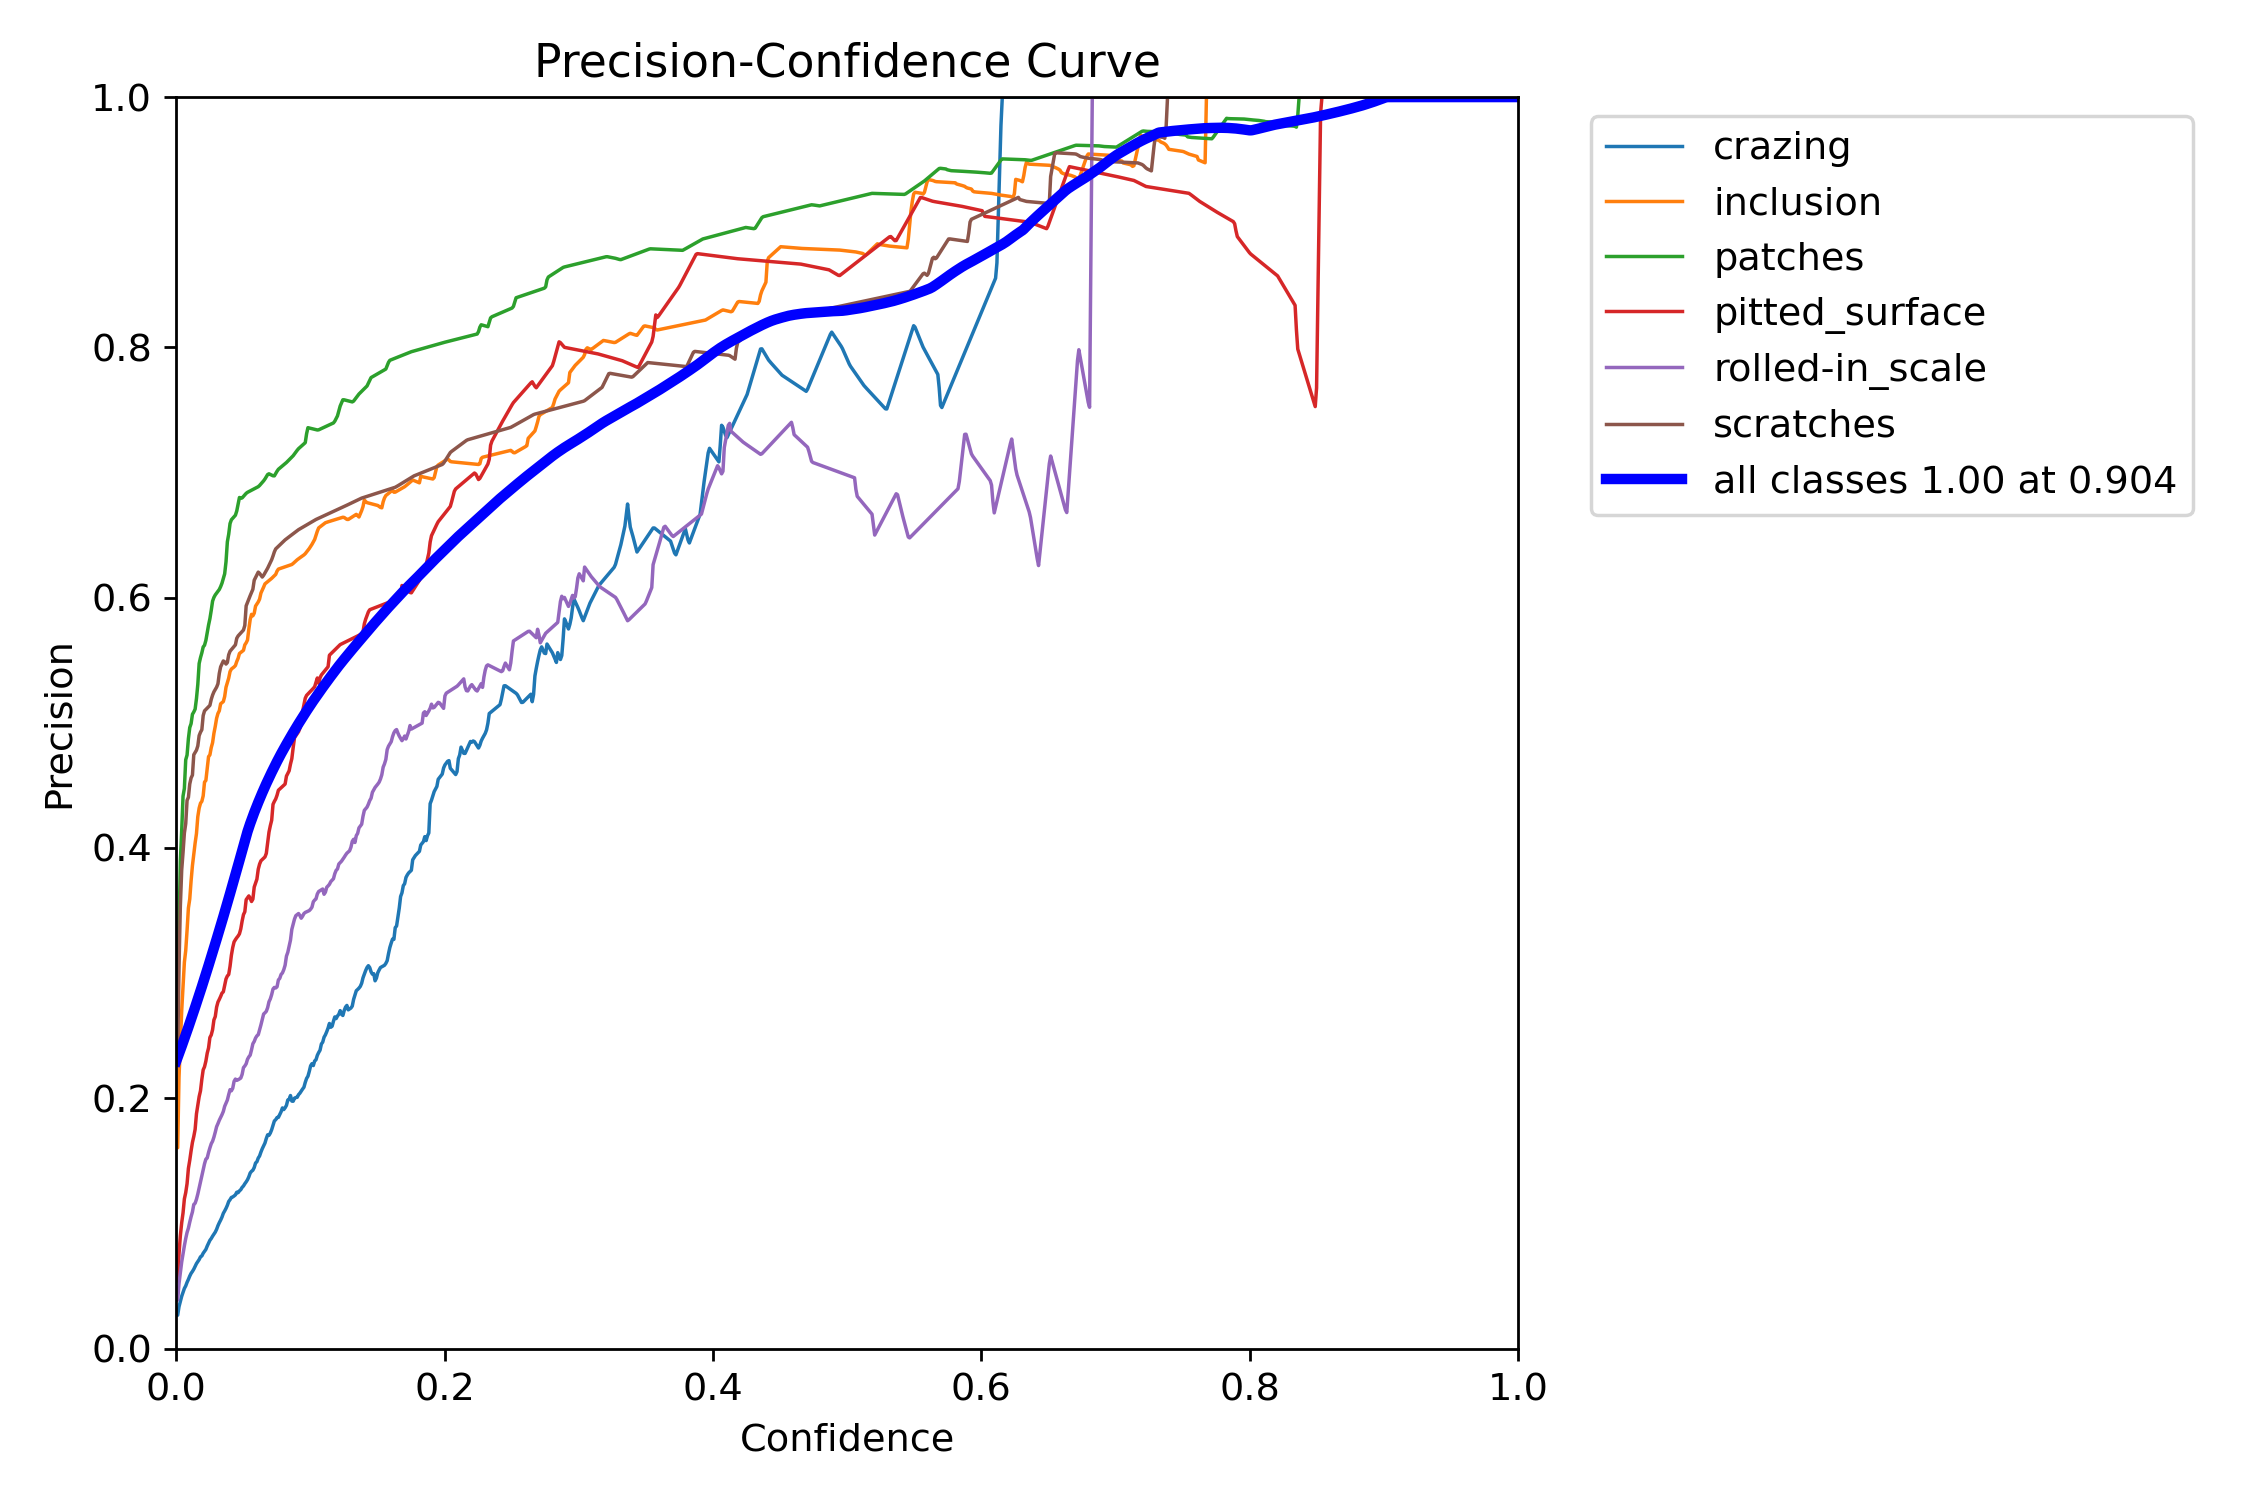 Precision-Confidence Curve
1.0
0.8
0.6
0.4
0.2
0.0
Precision
0.0 0.2 0.4 0.6 0.8 1.0
Confidence
crazing
inclusion
patches
pitted_surface
rolled-in_scale
scratches
all classes 1.00 at 0.904